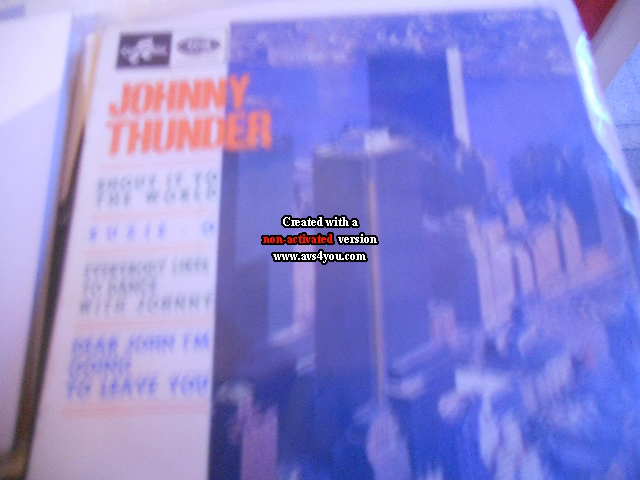 JOHNNY
THUNDER
SHOUT IT TO
THE WORLD
SUZIE Q
EVERYBODY LIKES
TO DANCE
WITH JOHNNY
DEAR JOHN I'M
GOING
TO LEAVE YOU
Created with a
non-activated version
www.avs4you.com